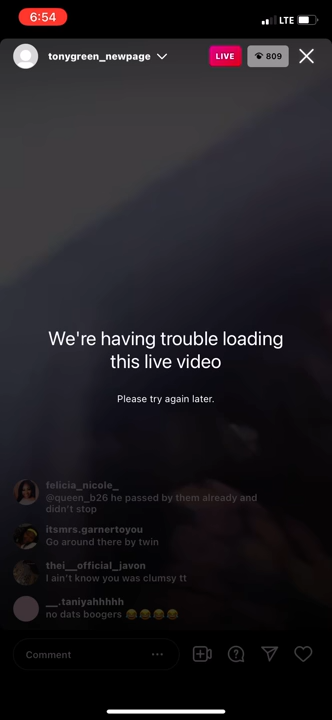 6:54
LTE
tonygreen_newpage
LIVE
809
We're having trouble loading
this live video
Please try again later.
felicia_nicole_
@queen_b26 he passed by them already and
didn't stop
itsmrs.garnertoyou
Go around there by twin
thei__official_javon
I ain't know you was clumsy tt
__.taniyahhhhh
no dats boogers 😂😂😂😂
Comment